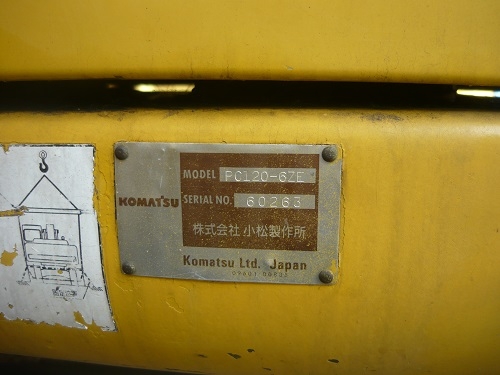 MODEL PC120-6ZE
KOMATSU
SERIAL NO. 60263
株式会社 小松製作所
Komatsu Ltd. Japan